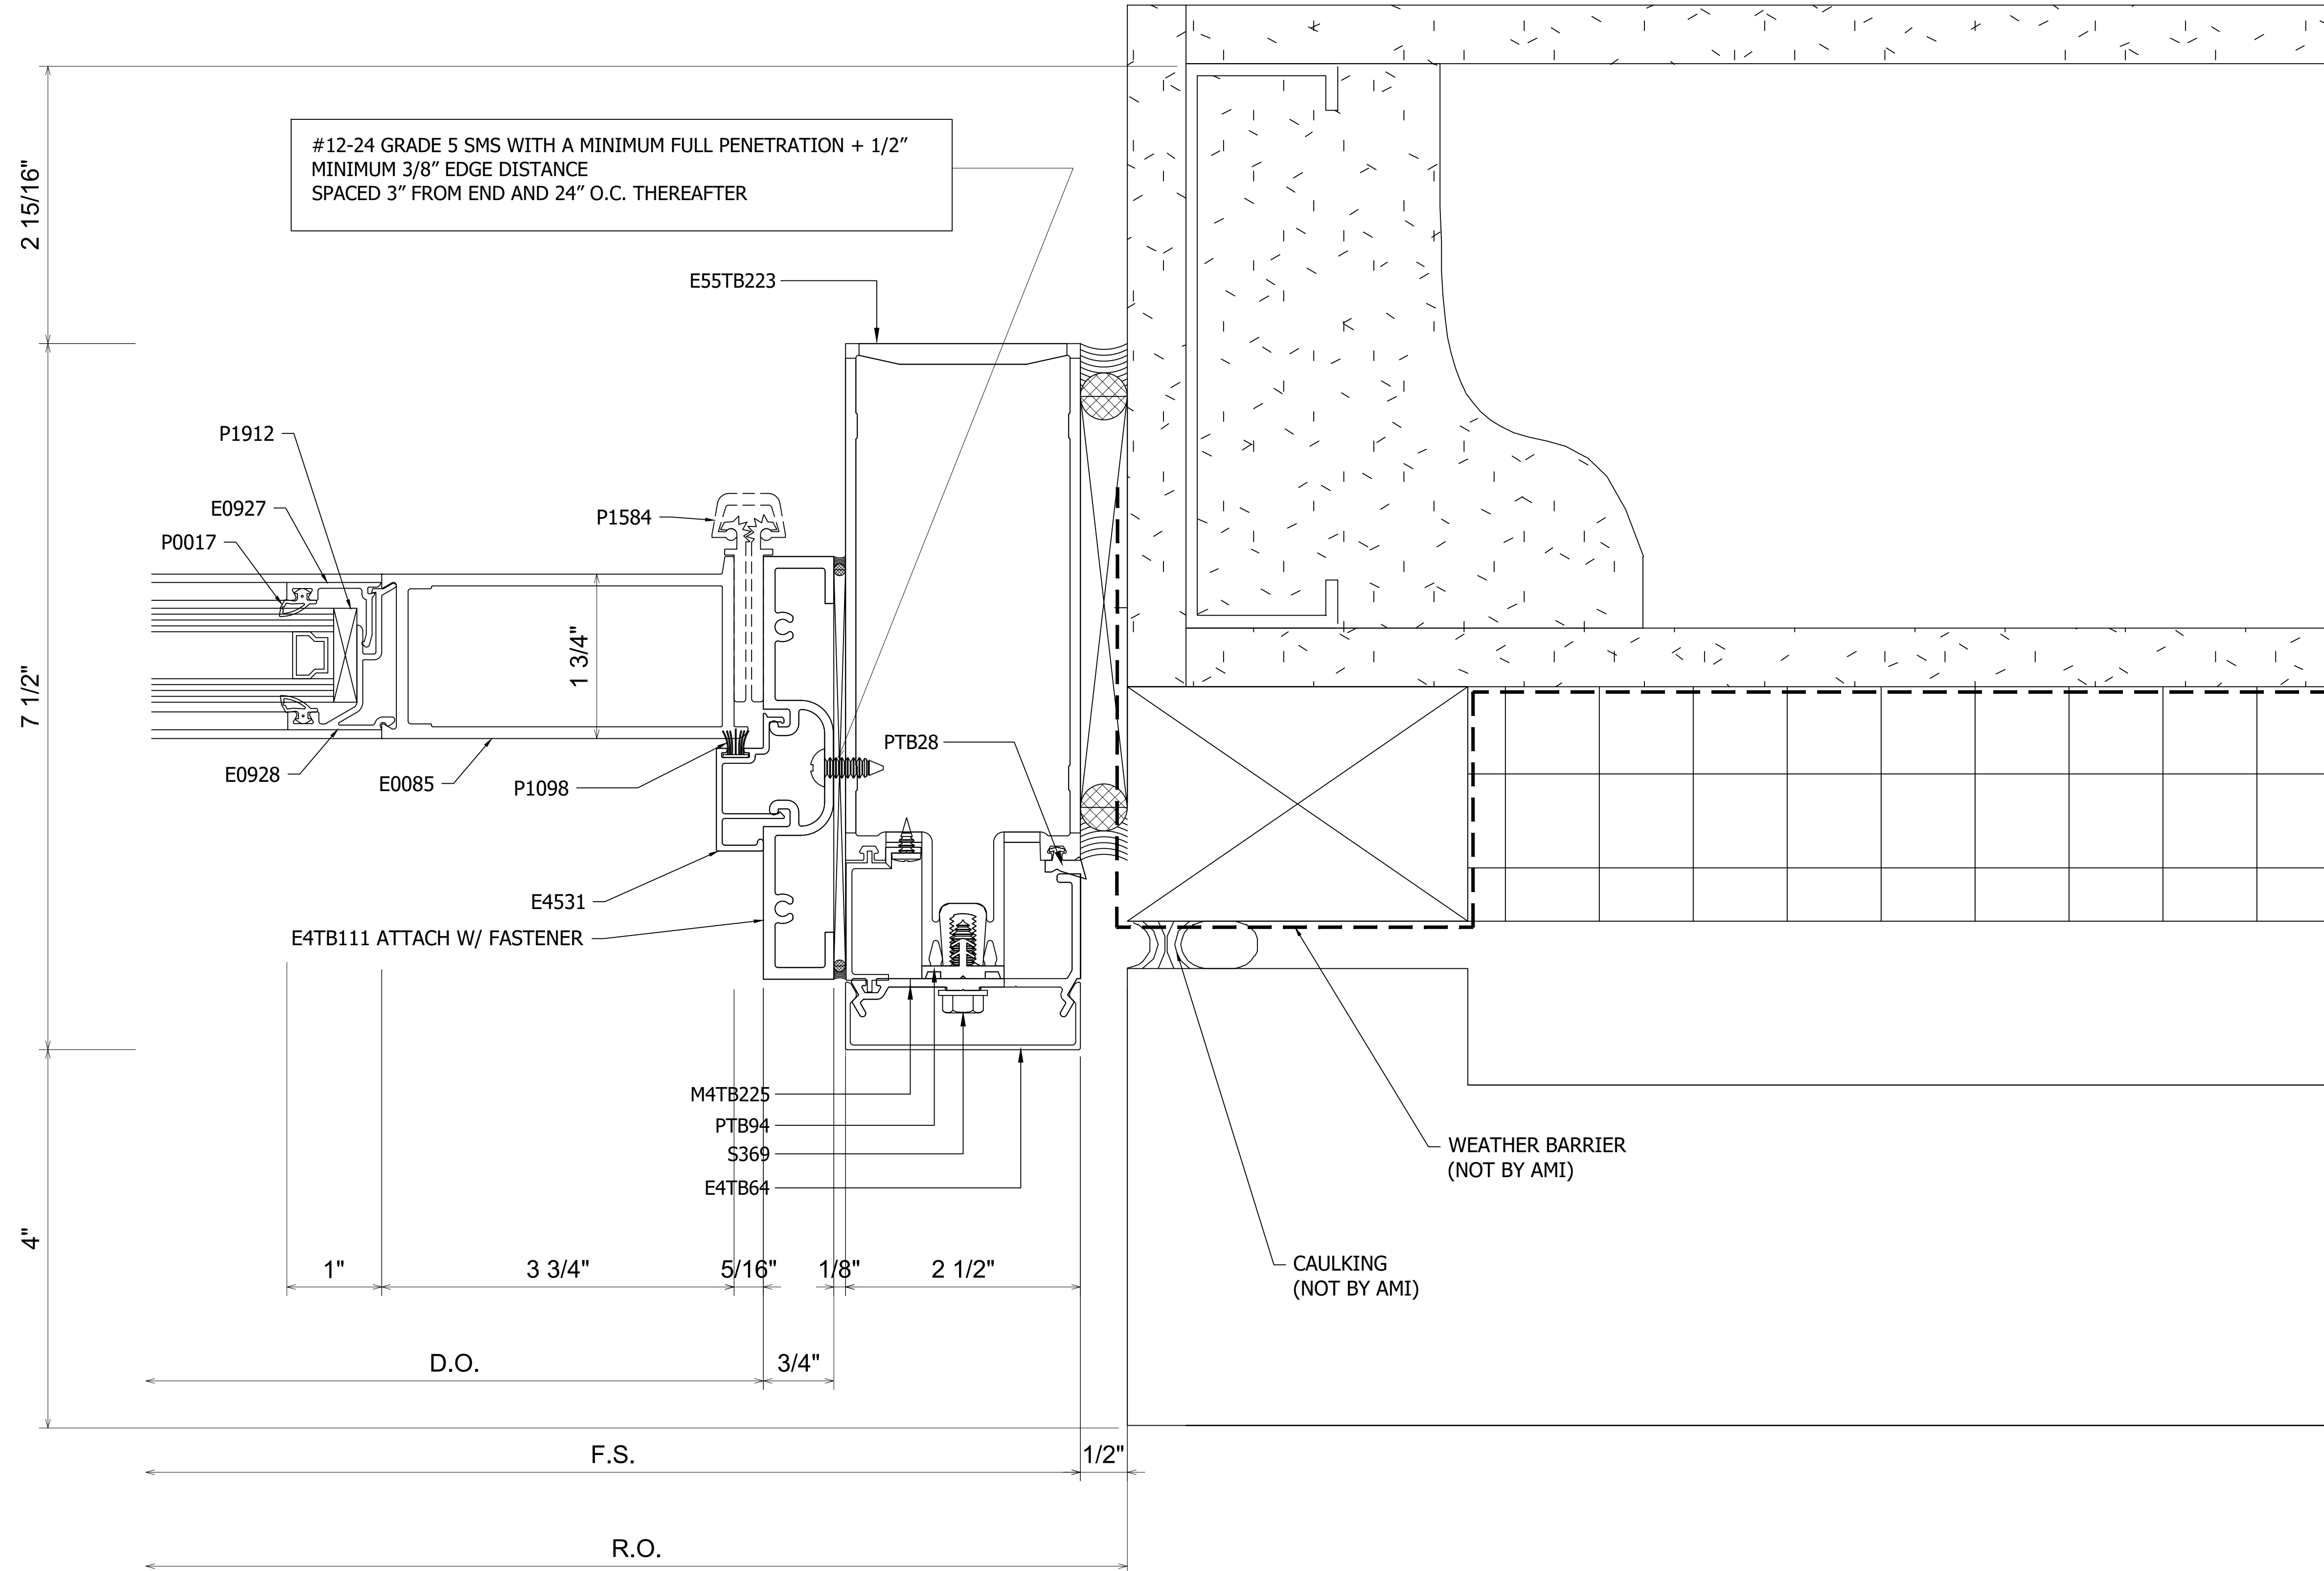 2 15/16"
#12-24 GRADE 5 SMS WITH A MINIMUM FULL PENETRATION + 1/2"
MINIMUM 3/8" EDGE DISTANCE
SPACED 3" FROM END AND 24" O.C. THEREAFTER
E55TB223
P1912
E0927
P1584
P0017
7 1/2"
1 3/4"
PTB28
E0928
E0085
P1098
E4531
E4TB111 ATTACH W/ FASTENER
M4TB225
PTB94
S369
E4TB64
WEATHER BARRIER
(NOT BY AMI)
4"
CAULKING
(NOT BY AMI)
1"
3 3/4"
5/16"
1/8"
2 1/2"
D.O.
3/4"
F.S.
1/2"
R.O.